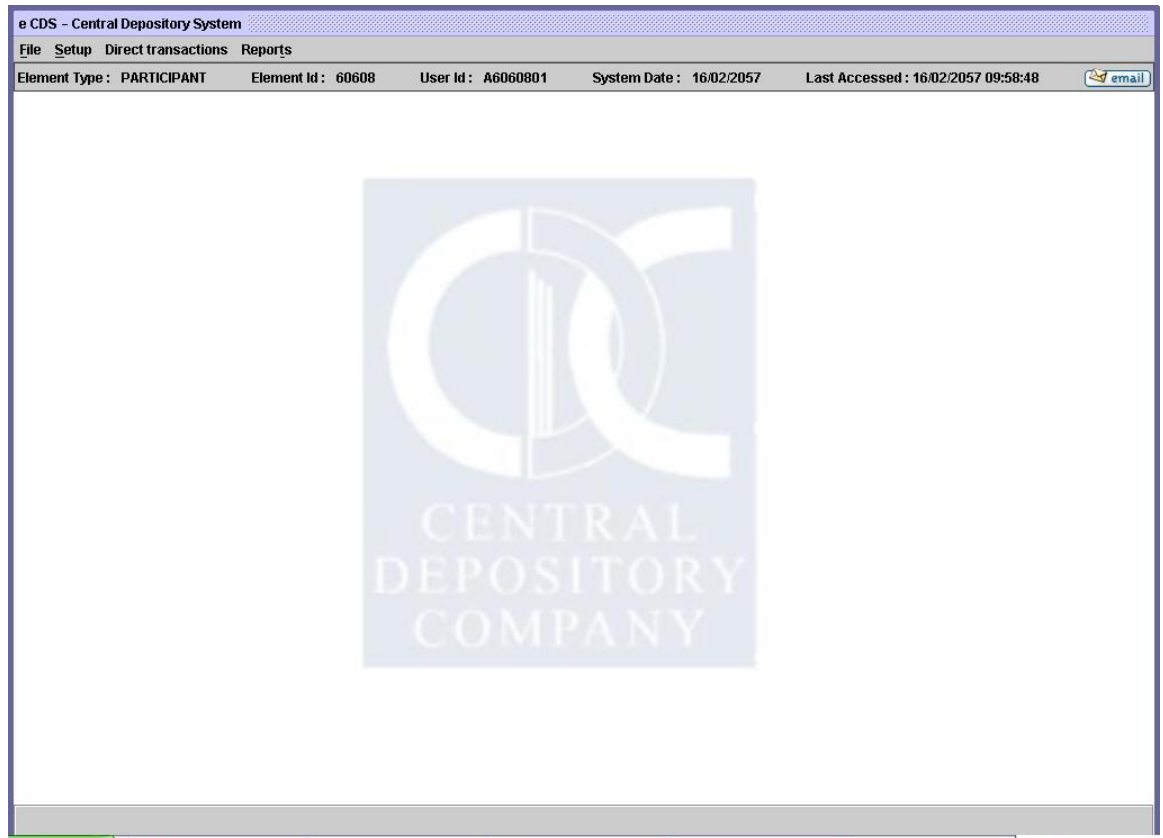 e CDS – Central Depository System
File Setup Direct transactions Reports
Element Type : PARTICIPANT Element Id : 60608 User Id : A6060801 System Date : 16/02/2057 Last Accessed : 16/02/2057 09:58:48 email
CDC
CENTRAL
DEPOSITORY
COMPANY